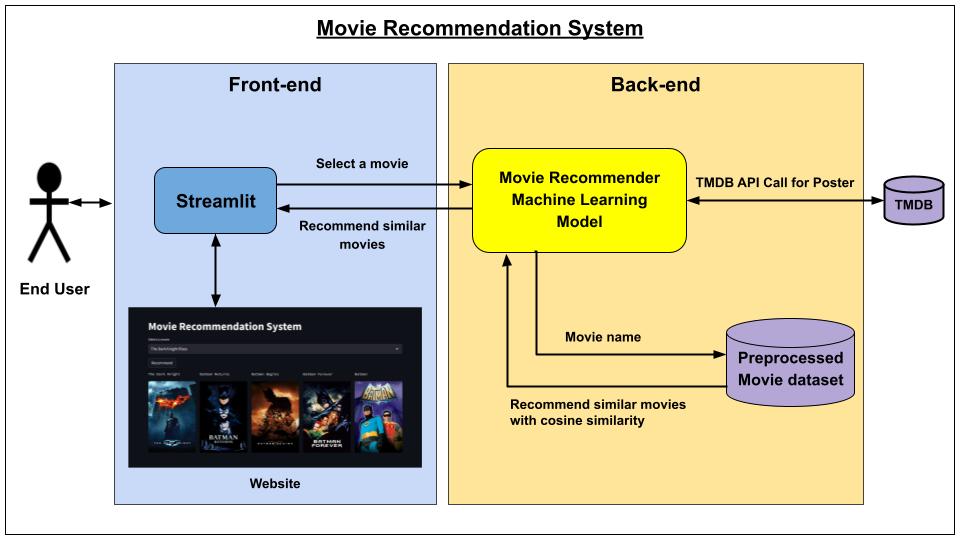 Movie Recommendation System
Front-end
Back-end
End User
Streamlit
Select a movie
Recommend similar
movies
Movie Recommender
Machine Learning
Model
TMDB API Call for Poster
TMDB
Movie name
Preprocessed
Movie dataset
Recommend similar movies
with cosine similarity
Movie Recommendation System
Select a movie
The Dark Knight Rises
Recommend
The Dark Knight
Batman Returns
Batman Begins
Batman Forever
Batman
BATMAN
BATMAN
FOREVER
BATMAN
Website